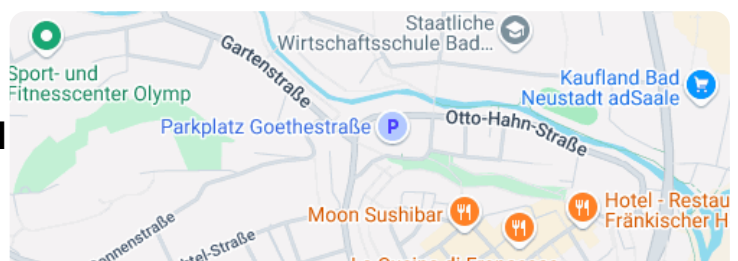 Staatliche
Wirtschaftsschule Bad...
Gartenstraße
Sport- und
Fitnesscenter Olymp
Kaufland Bad
Neustadt adSaale
Parkplatz Goethestraße P
Otto-Hahn-Straße
Moon Sushibar
Hotel - Restau
Fränkischer H